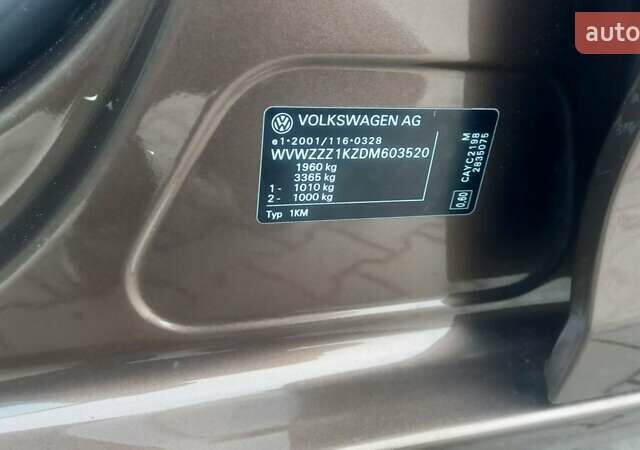 auto
VOLKSWAGEN AG
e1*2001/116*0328
WVWZZZ1KZDM603520
1960 kg
3365 kg
1- 1010 kg
2- 1000 kg
Typ 1KM
M
CAYC2198
2835075
0.60